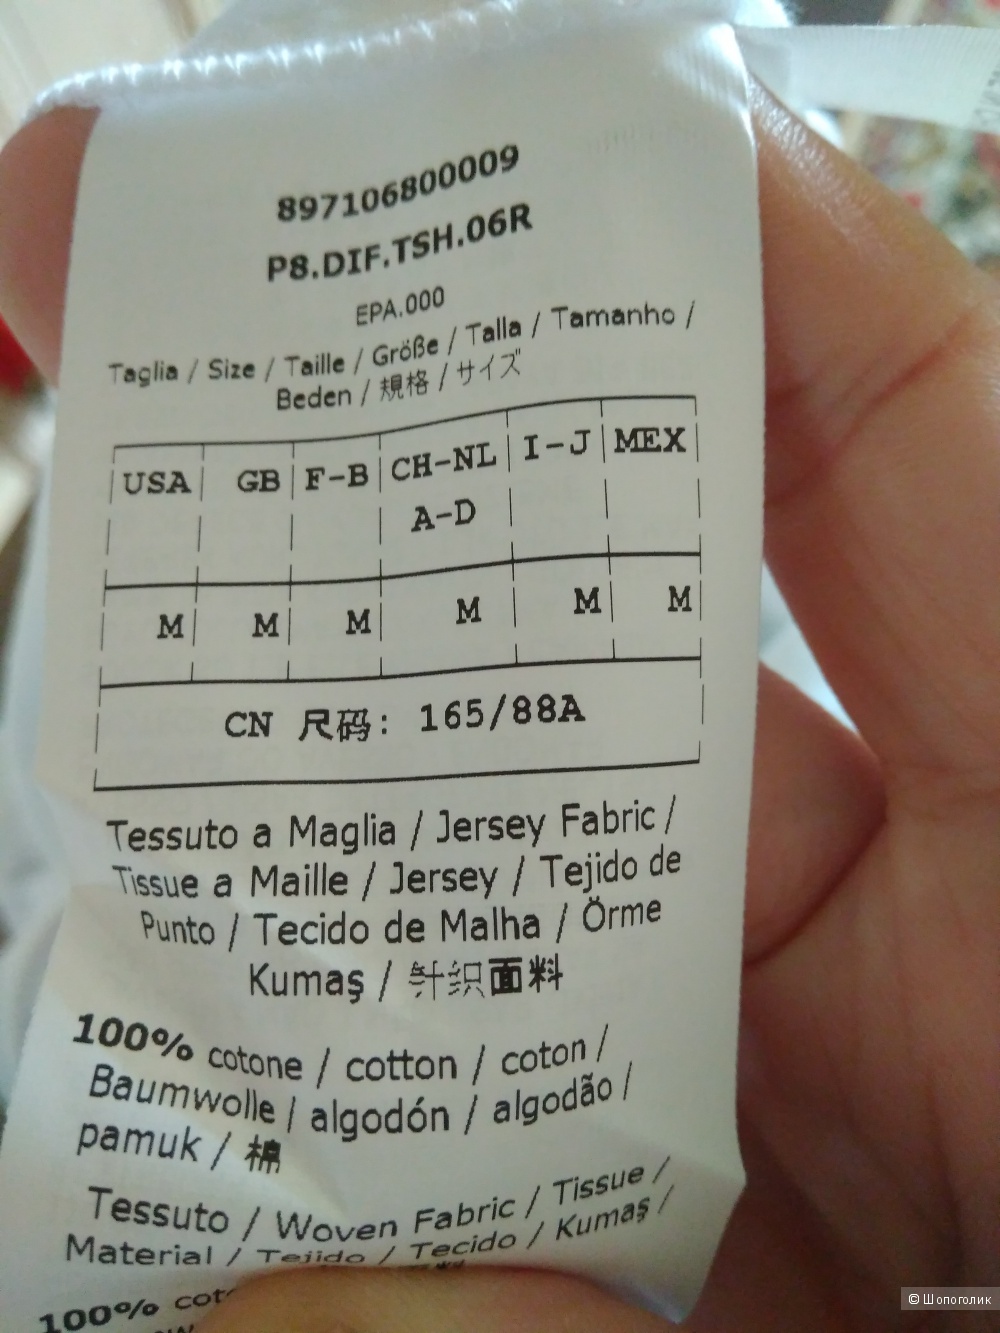 897106800009
P8.DIF.TSH.06R
EPA.000
Taglia / Size / Taille / Größe / Talla / Tamanho /
Beden / 規格 / サイズ
USA GB F-B CH-NL I-J MEX
A-D
M M M M M M
CN 尺码: 165/88A
Tessuto a Maglia / Jersey Fabric /
Tissue a Maille / Jersey / Tejido de
Punto / Tecido de Malha / Örme
Kumaş / 针织面料
100% cotone / cotton / coton /
Baumwolle / algodón / algodão /
pamuk / 棉
Tessuto / Woven Fabric / Tissue /
Material / Tejido / Tecido / Kumaş /
100%
© Шопоголик